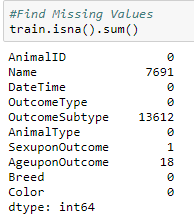 #Find Missing Values
train.isna().sum()
AnimalID 0
Name 7691
DateTime 0
OutcomeType 0
OutcomeSubtype 13612
AnimalType 0
SexuponOutcome 1
AgeuponOutcome 18
Breed 0
Color 0
dtype: int64